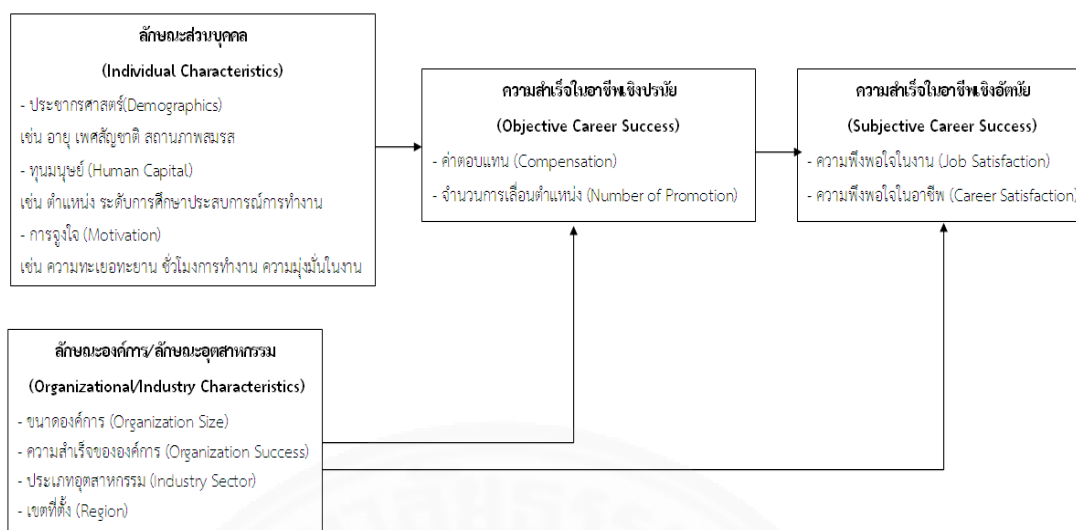 ลักษณะส่วนบุคคล
(Individual Characteristics)
- ประชากรศาสตร์(Demographics)
เช่น อายุ เพศสัญชาติ สถานภาพสมรส
- ทุนมนุษย์ (Human Capital)
เช่น ตำแหน่ง ระดับการศึกษาประสบการณ์การทำงาน
- การจูงใจ (Motivation)
เช่น ความทะเยอทะยาน ชั่วโมงการทำงาน ความมุ่งมั่นในงาน
ความสำเร็จในอาชีพเชิงปรนัย
(Objective Career Success)
- ค่าตอบแทน (Compensation)
- จำนวนการเลื่อนตำแหน่ง (Number of Promotion)
ความสำเร็จในอาชีพเชิงอัตนัย
(Subjective Career Success)
- ความพึงพอใจในงาน (Job Satisfaction)
- ความพึงพอใจในอาชีพ (Career Satisfaction)
ลักษณะองค์การ/ลักษณะอุตสาหกรรม
(Organizational/Industry Characteristics)
- ขนาดองค์การ (Organization Size)
- ความสำเร็จขององค์การ (Organization Success)
- ประเภทอุตสาหกรรม (Industry Sector)
- เขตที่ตั้ง (Region)